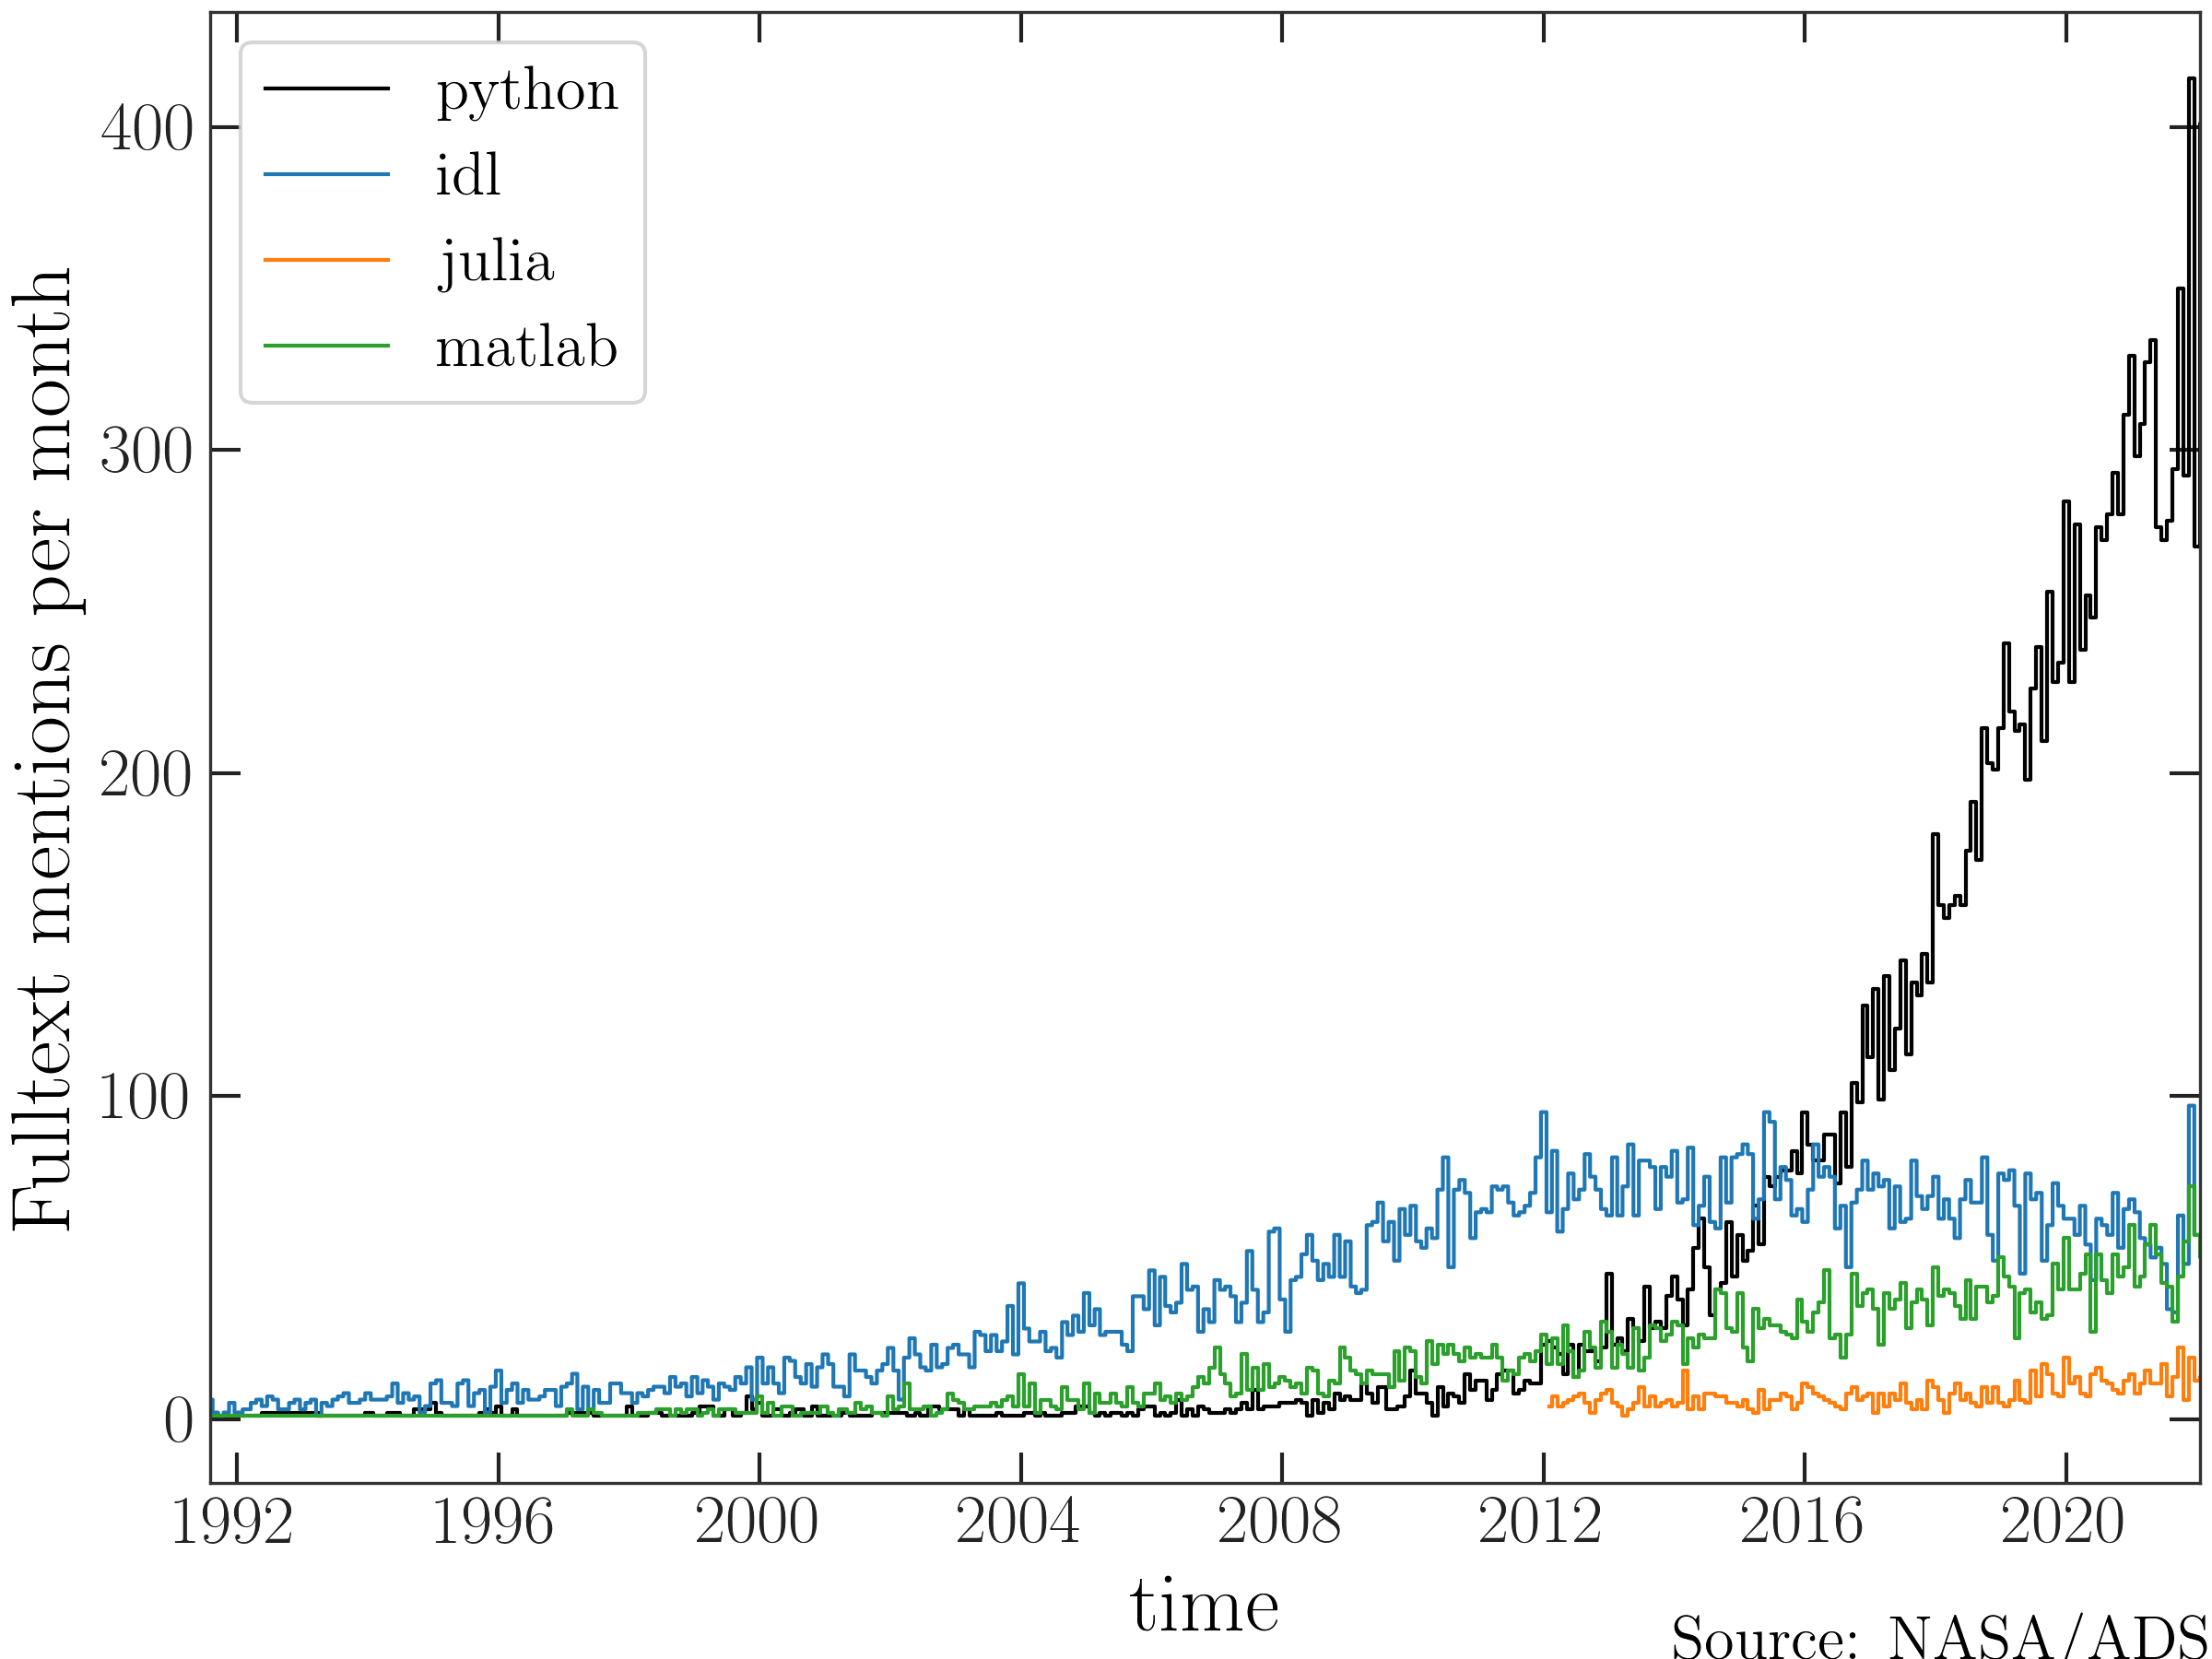 python
idl
julia
matlab
Fulltext mentions per month
400
300
200
100
0
1992 1996 2000 2004 2008 2012 2016 2020
time
Source: NASA/ADS